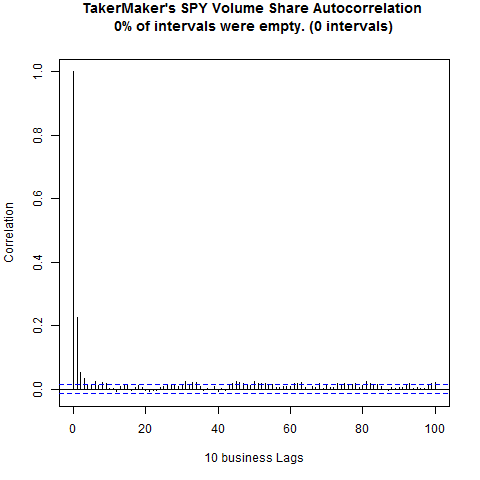 TakerMaker's SPY Volume Share Autocorrelation
0% of intervals were empty. (0 intervals)
Correlation
1.0
0.8
0.6
0.4
0.2
0.0
0 20 40 60 80 100
10 business Lags